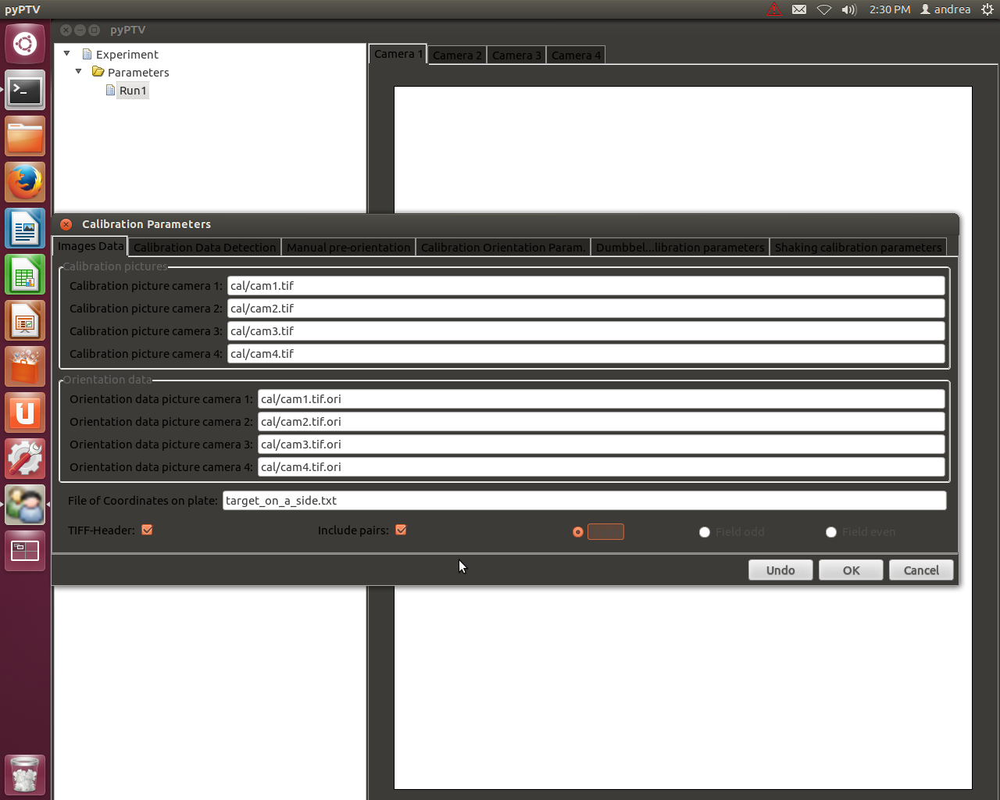 pyPTV
2:30 PM
andrea
pyPTV
Experiment
Parameters
Run1
Camera 1
Camera 2
Camera 3
Camera 4
Calibration Parameters
Images Data
Calibration Data Detection
Manual pre-orientation
Calibration Orientation Param.
Dumbbel...libration parameters
Shaking calibration parameters
Calibration pictures
Calibration picture camera 1: cal/cam1.tif
Calibration picture camera 2: cal/cam2.tif
Calibration picture camera 3: cal/cam3.tif
Calibration picture camera 4: cal/cam4.tif
Orientation data
Orientation data picture camera 1: cal/cam1.tif.ori
Orientation data picture camera 2: cal/cam2.tif.ori
Orientation data picture camera 3: cal/cam3.tif.ori
Orientation data picture camera 4: cal/cam4.tif.ori
File of Coordinates on plate: target_on_a_side.txt
TIFF-Header:
Include pairs:
Field odd
Field even
Undo
OK
Cancel